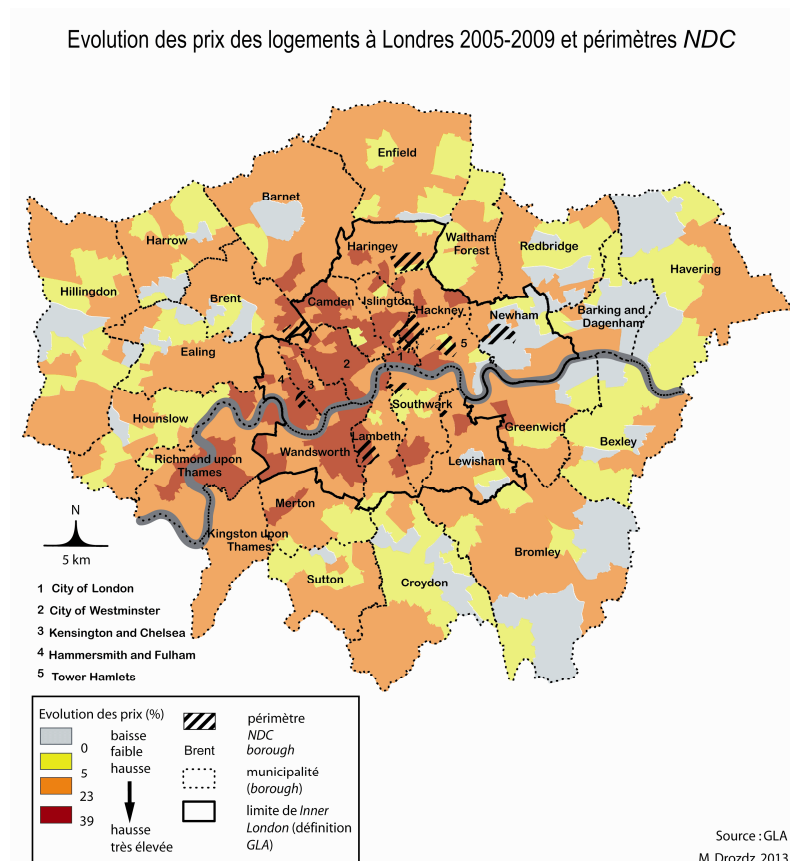 Evolution des prix des logements à Londres 2005-2009 et périmètres NDC
Enfield
Barnet
Haringey
Waltham
Forest
Redbridge
Harrow
Havering
Hillingdon
Brent
Camden
Islington
Hackney
Newham
Barking and
Dagenham
Ealing
5
2
1
4
3
Southwark
Hounslow
Greenwich
Bexley
Lambeth
Wandsworth
Lewisham
Richmond upon
Thames
Merton
Kingston upon
Thames
Bromley
Sutton
Croydon
N
5 km
1 City of London
2 City of Westminster
3 Kensington and Chelsea
4 Hammersmith and Fulham
5 Tower Hamlets
Evolution des prix (%)
0
5
23
39
baisse
faible
hausse
hausse
très élevée
périmètre
NDC
Brent borough
municipalité
(borough)
limite de Inner
London (définition
GLA)
Source : GLA
M. Drozdz, 2013